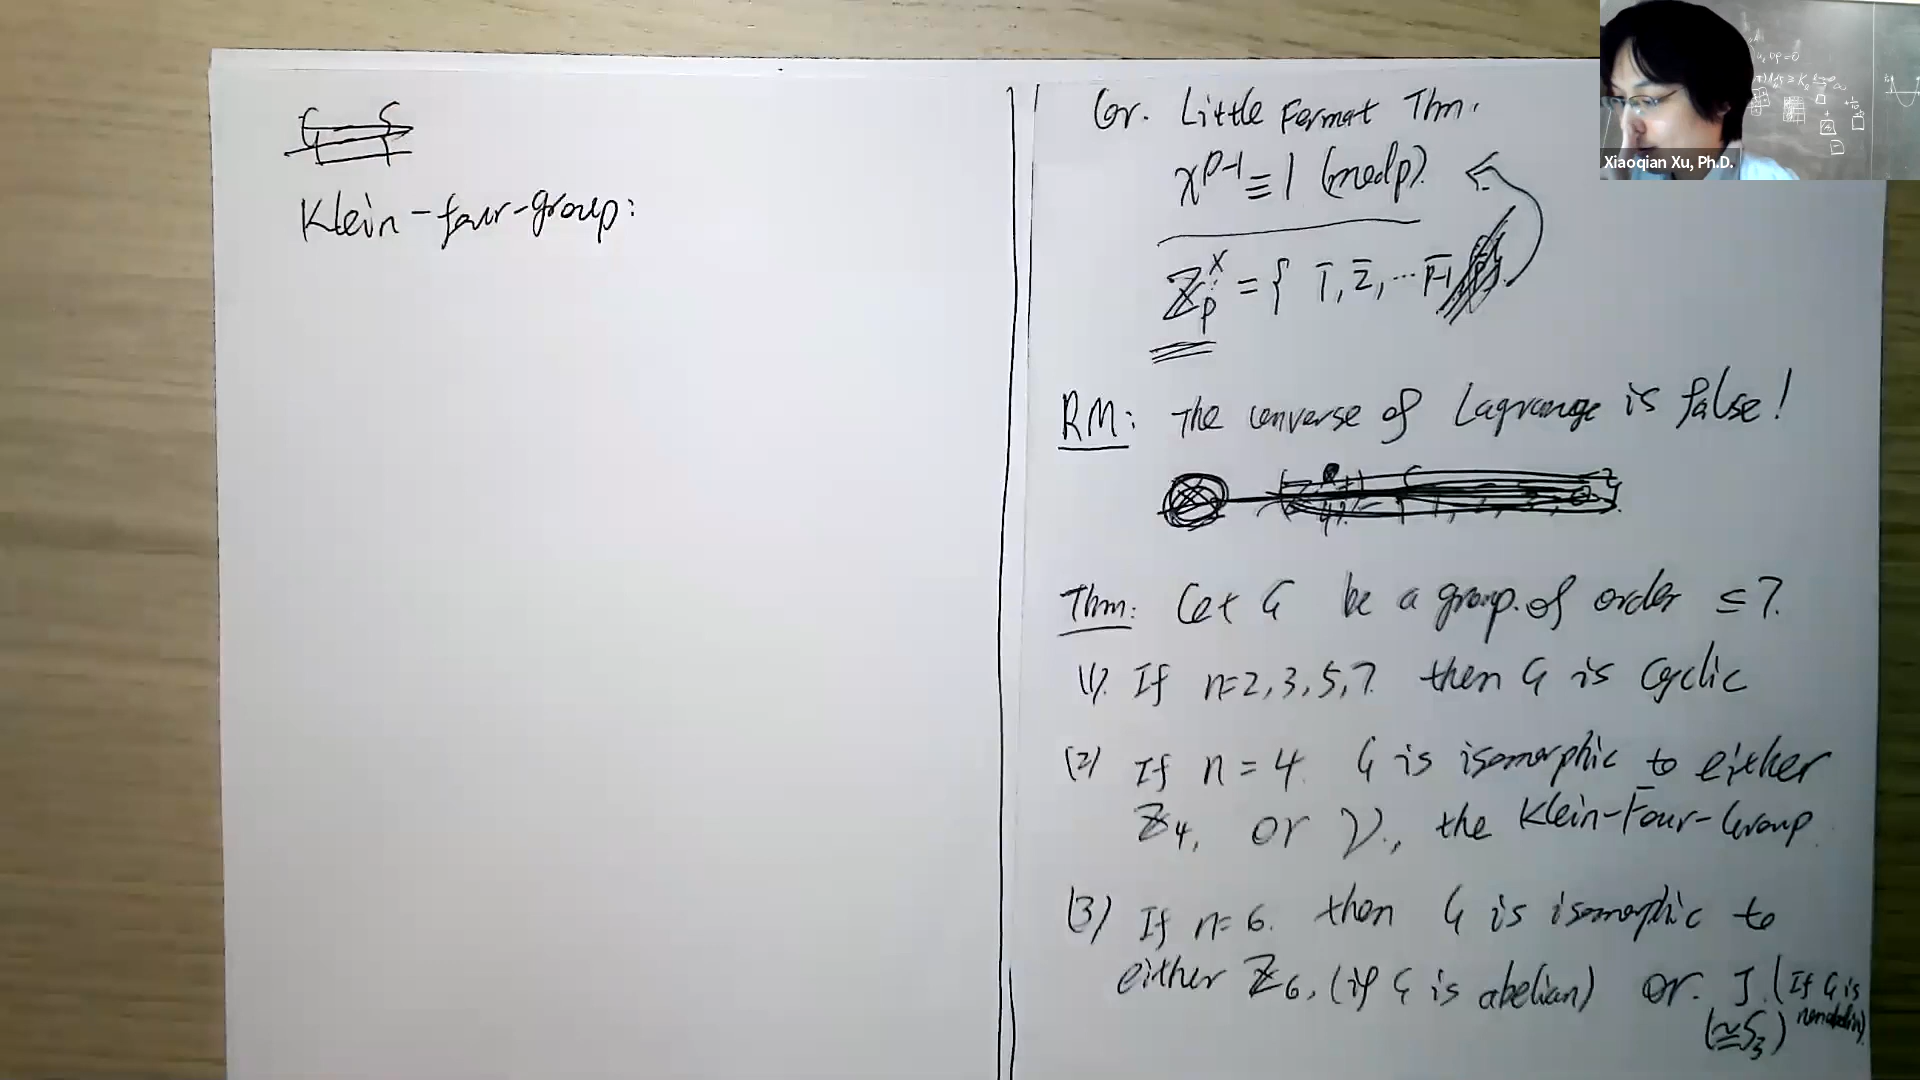 Klein-four-group:
Cor. Little Fermat Thm.
x^{p-1} ≡ 1 (mod p).
Z_p^× = { 1̄, 2̄, ... p-1
RM: The converse of Lagrange is false!
Thm: Let G be a group of order ≤ 7.
(1). If n=2,3,5,7. then G is cyclic
(2) If n = 4. G is isomorphic to either
Z_4, or V., the Klein-Four-Group.
(3) If n=6. then G is isomorphic to
either Z_6, (if G is abelian) or. J. (If G is
nonabelian)
(≃S_3)
Xiaoqian Xu, Ph.D.